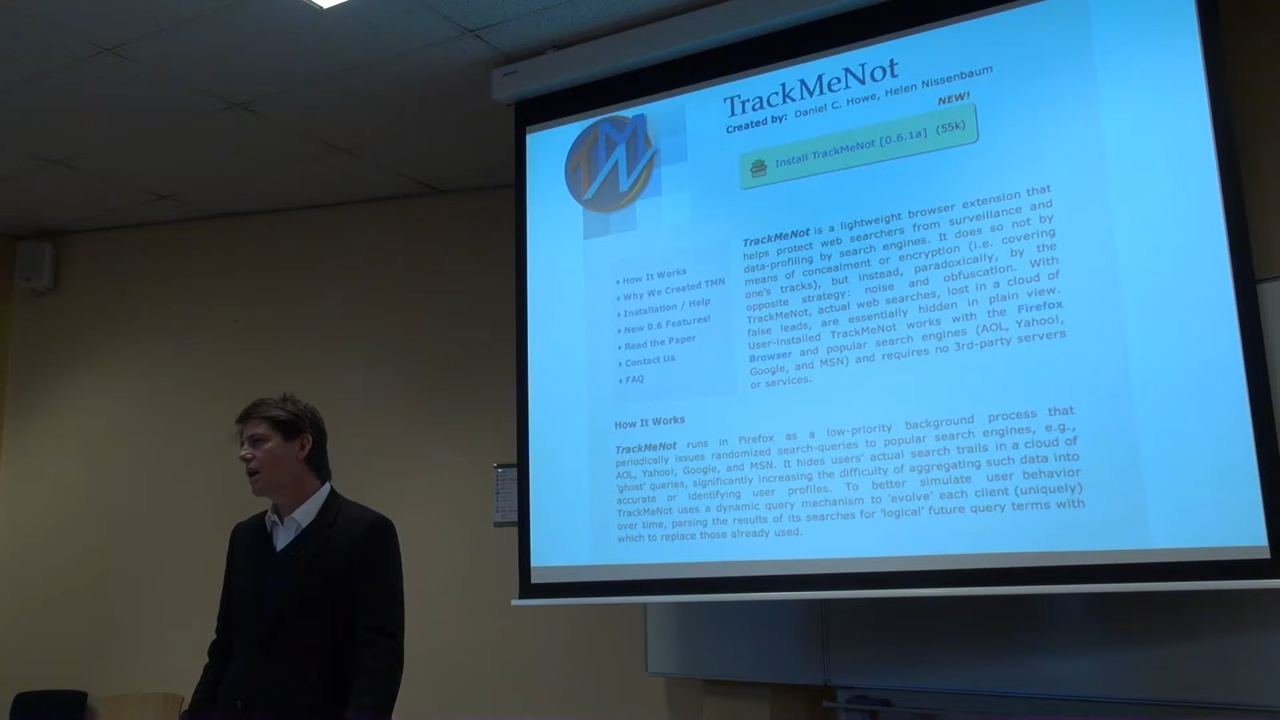 TrackMeNot
Created by: Daniel C. Howe, Helen Nissenbaum
NEW!
Install TrackMeNot [0.6.1a] (55k)
TMN
TrackMeNot is a lightweight browser extension that
helps protect web searchers from surveillance and
data-profiling by search engines. It does so not by
means of concealment or encryption (i.e. covering
one's tracks), but instead, paradoxically, by the
opposite strategy: noise and obfuscation. With
TrackMeNot, actual web searches, lost in a cloud of
false leads, are essentially hidden in plain view.
User-installed TrackMeNot works with the Firefox
Browser and popular search engines (AOL, Yahoo!,
Google, and MSN) and requires no 3rd-party servers
or services.
How It Works
Why We Created TMN
Installation / Help
New 0.6 Features!
Read the Paper
Contact Us
FAQ
How It Works
TrackMeNot runs in Firefox as a low-priority background process that
periodically issues randomized search-queries to popular search engines, e.g.,
AOL, Yahoo!, Google, and MSN. It hides users' actual search trails in a cloud of
'ghost' queries, significantly increasing the difficulty of aggregating such data into
accurate or identifying user profiles. To better simulate user behavior
TrackMeNot uses a dynamic query mechanism to 'evolve' each client (uniquely)
over time, parsing the results of its searches for 'logical' future query terms with
which to replace those already used.